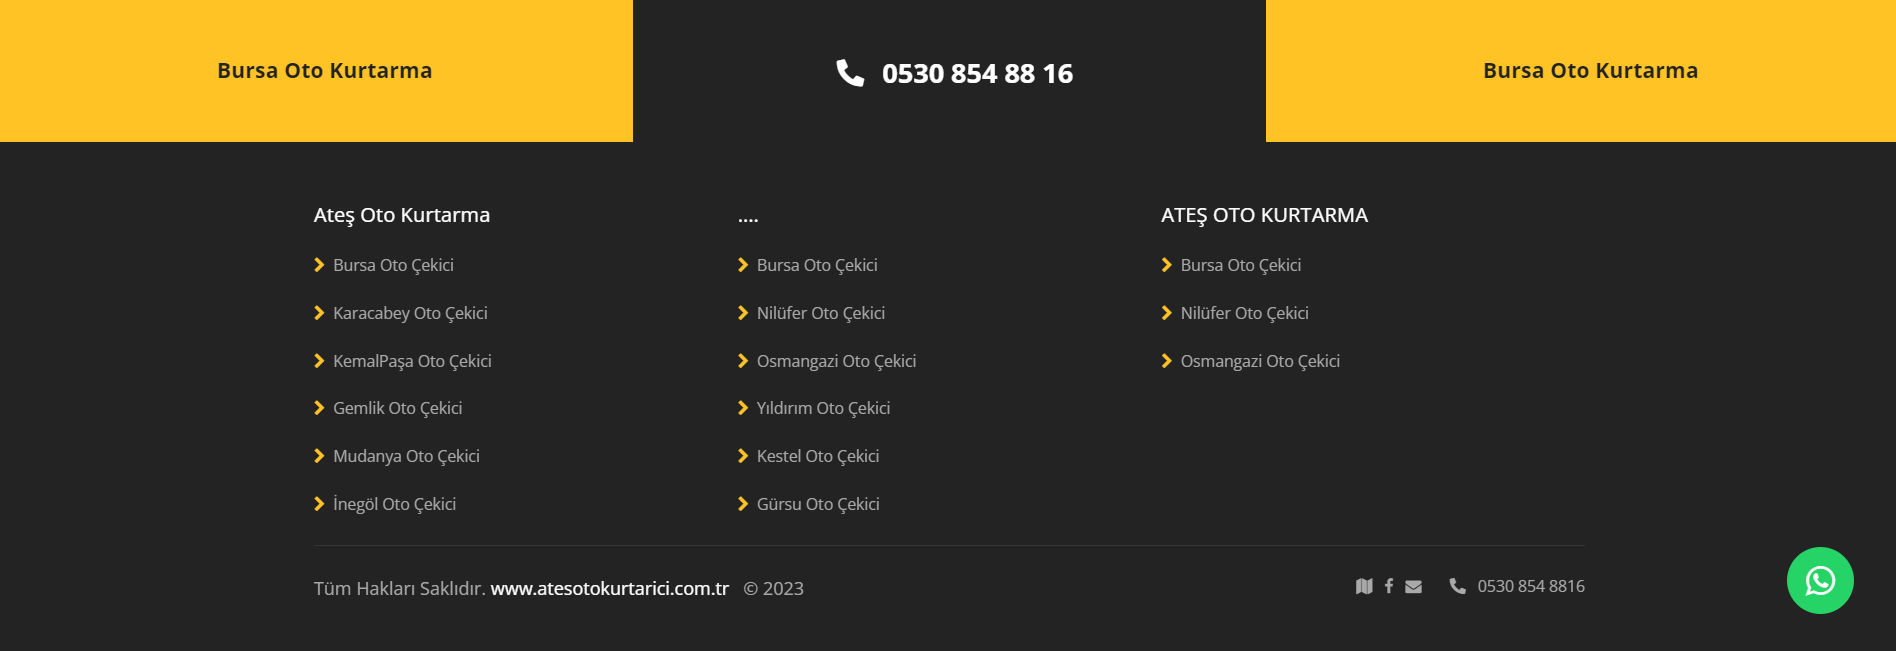 Bursa Oto Kurtarma
0530 854 88 16
Bursa Oto Kurtarma
Ateş Oto Kurtarma
Bursa Oto Çekici
Karacabey Oto Çekici
KemalPaşa Oto Çekici
Gemlik Oto Çekici
Mudanya Oto Çekici
İnegöl Oto Çekici
....
Bursa Oto Çekici
Nilüfer Oto Çekici
Osmangazi Oto Çekici
Yıldırım Oto Çekici
Kestel Oto Çekici
Gürsu Oto Çekici
ATEŞ OTO KURTARMA
Bursa Oto Çekici
Nilüfer Oto Çekici
Osmangazi Oto Çekici
Tüm Hakları Saklıdır. www.atesotokurtarici.com.tr © 2023
0530 854 8816